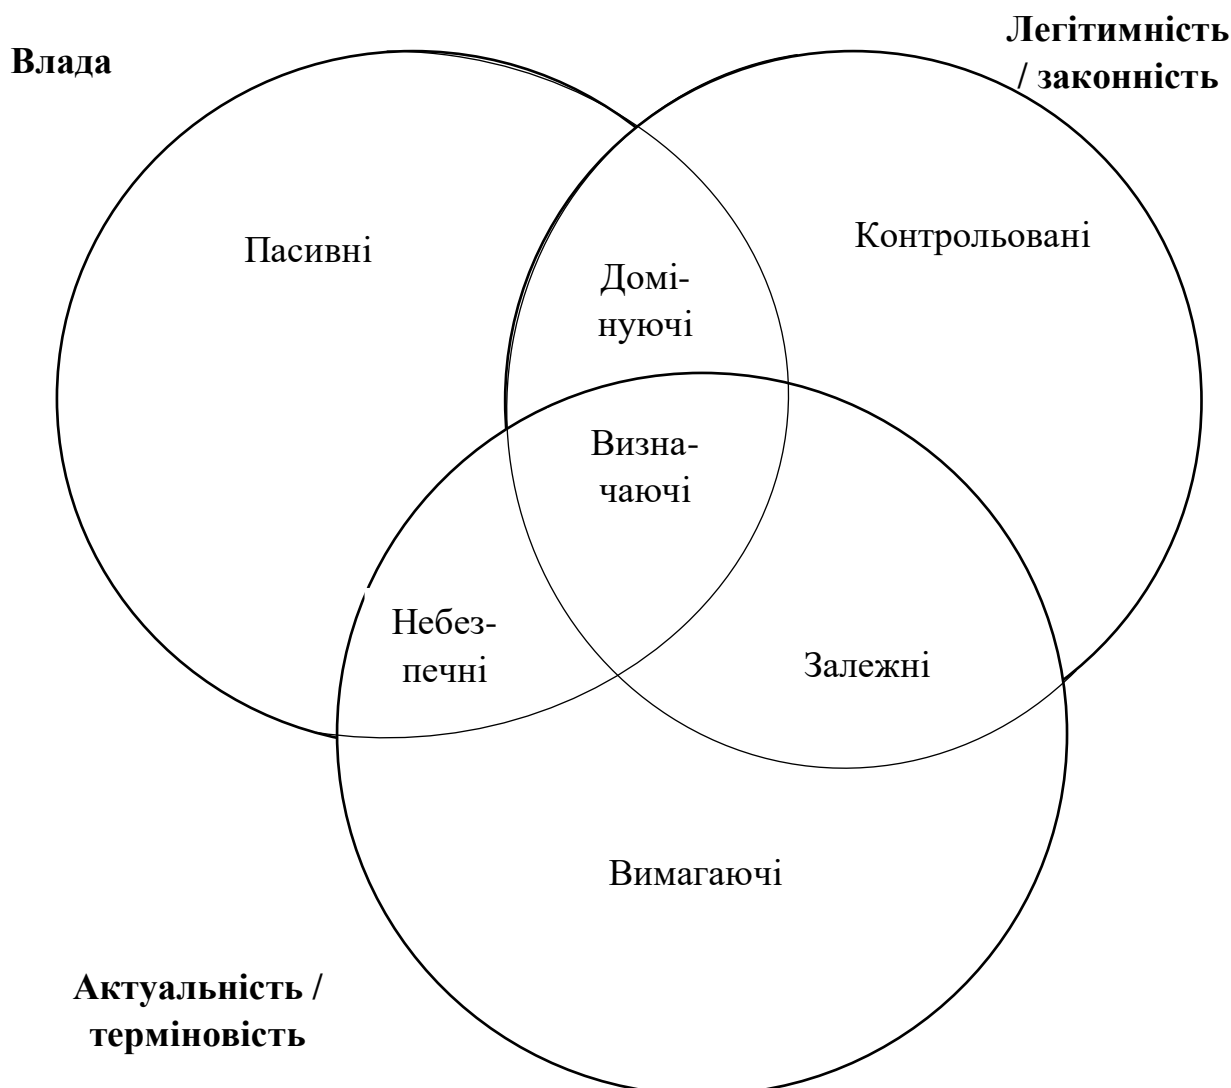 Влада
Легітимність
/ законність
Пасивні
Контрольовані
Домі-
нуючі
Визна-
чаючі
Небез-
печні
Залежні
Вимагаючі
Актуальність /
терміновість